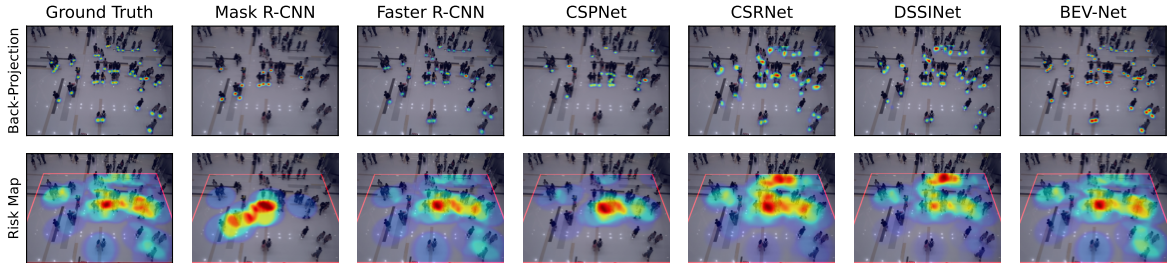 Ground Truth
Mask R-CNN
Faster R-CNN
CSPNet
CSRNet
DSSINet
BEV-Net
Back-Projection
Risk Map